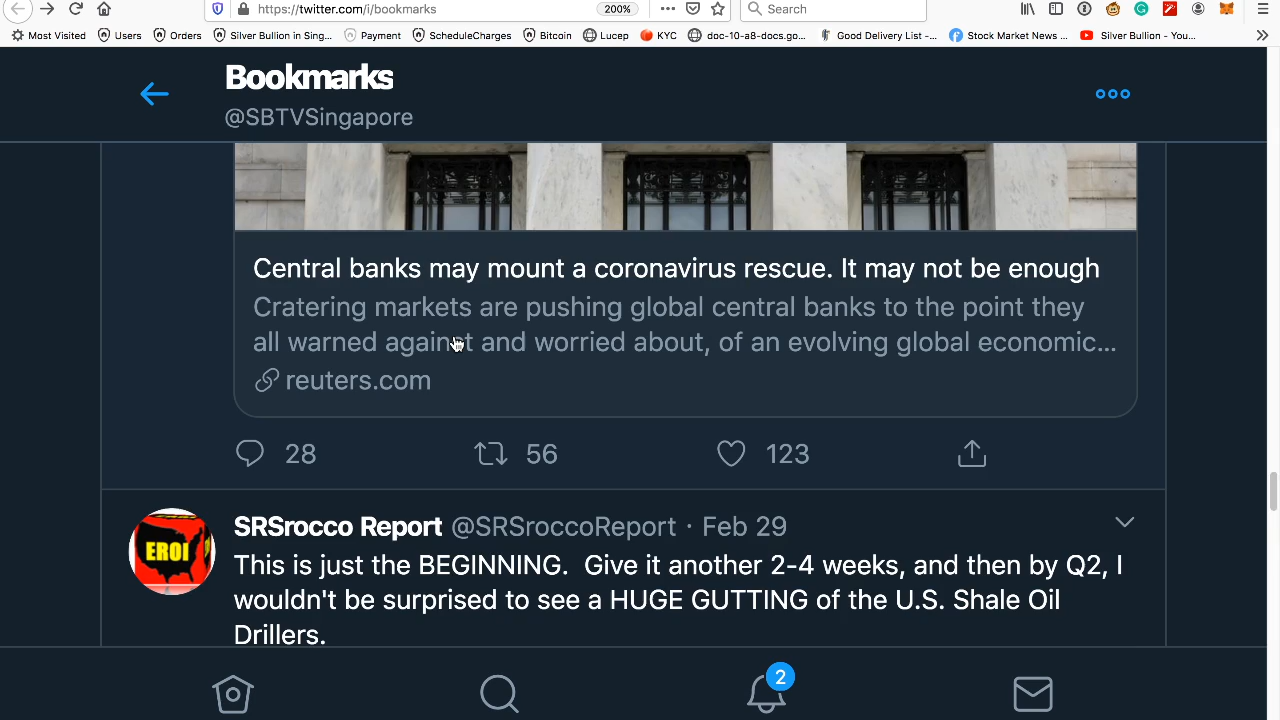 https://twitter.com/i/bookmarks
200%
Search
Most Visited
Users
Orders
Silver Bullion in Sing...
Payment
ScheduleCharges
Bitcoin
Lucep
KYC
doc-10-a8-docs.go...
Good Delivery List -...
Stock Market News ...
Silver Bullion - You...
Bookmarks
@SBTVSingapore
Central banks may mount a coronavirus rescue. It may not be enough
Cratering markets are pushing global central banks to the point they
all warned against and worried about, of an evolving global economic...
reuters.com
28
56
123
EROI
SRSrocco Report @SRSroccoReport · Feb 29
This is just the BEGINNING.  Give it another 2-4 weeks, and then by Q2, I
wouldn't be surprised to see a HUGE GUTTING of the U.S. Shale Oil
Drillers.
2